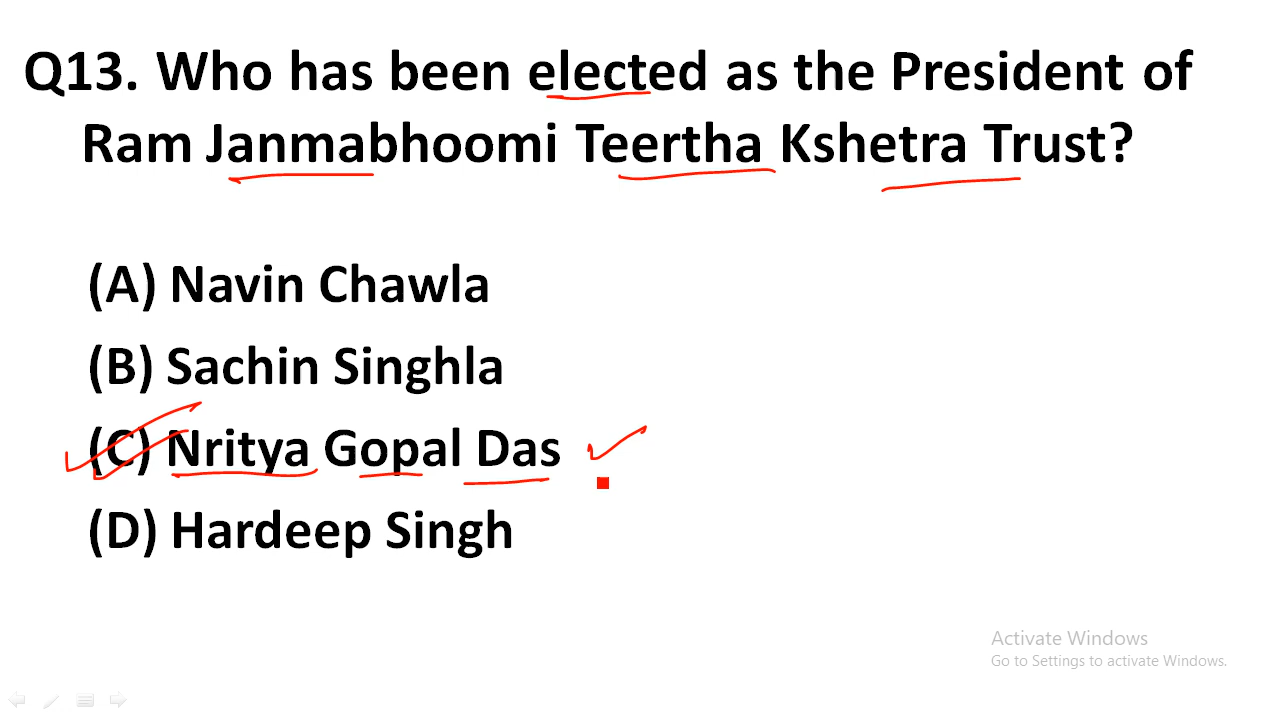 Q13. Who has been elected as the President of
Ram Janmabhoomi Teertha Kshetra Trust?
(A) Navin Chawla
(B) Sachin Singhla
(C) Nritya Gopal Das
(D) Hardeep Singh
Activate Windows
Go to Settings to activate Windows.